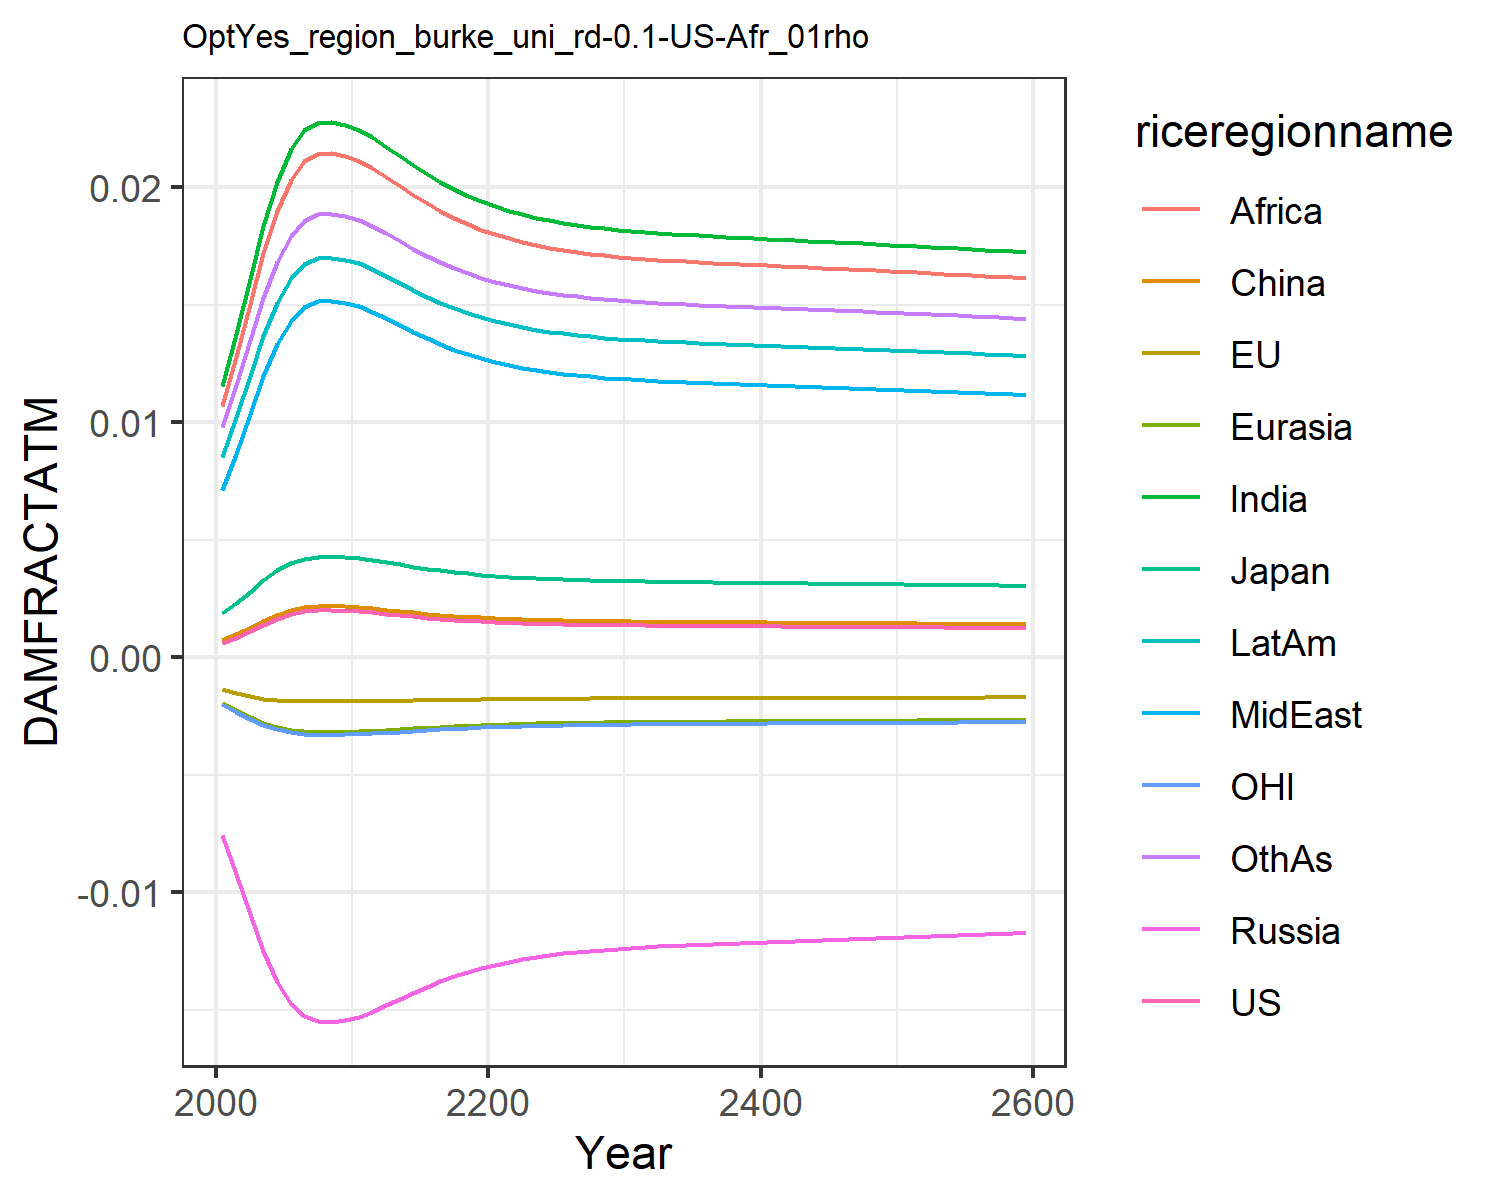 OptYes_region_burke_uni_rd-0.1-US-Afr_01rho
DAMFRACTATM
0.02
0.01
0.00
-0.01
2000
2200
2400
2600
Year
riceregionname
Africa
China
EU
Eurasia
India
Japan
LatAm
MidEast
OHI
OthAs
Russia
US